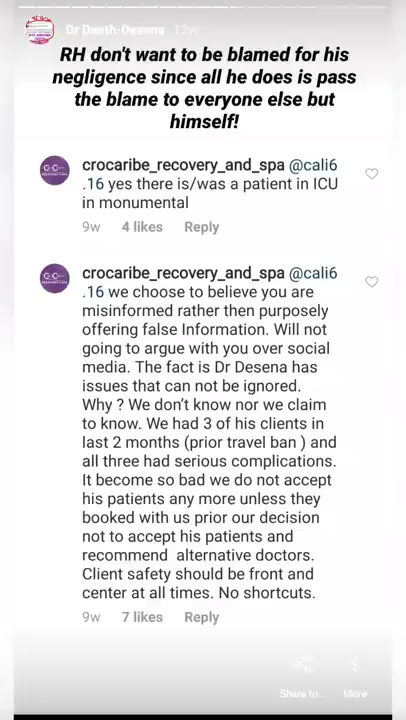 Dr Death-Desena 12w
RH don't want to be blamed for his
negligence since all he does is pass
the blame to everyone else but
himself!
crocaribe_recovery_and_spa @cali6
.16 yes there is/was a patient in ICU
in monumental
9w 4 likes Reply
crocaribe_recovery_and_spa @cali6
.16 we choose to believe you are
misinformed rather then purposely
offering false Information. Will not
going to argue with you over social
media. The fact is Dr Desena has
issues that can not be ignored.
Why ? We don't know nor we claim
to know. We had 3 of his clients in
last 2 months (prior travel ban ) and
all three had serious complications.
It become so bad we do not accept
his patients any more unless they
booked with us prior our decision
not to accept his patients and
recommend alternative doctors.
Client safety should be front and
center at all times. No shortcuts.
9w 7 likes Reply
Share to... More